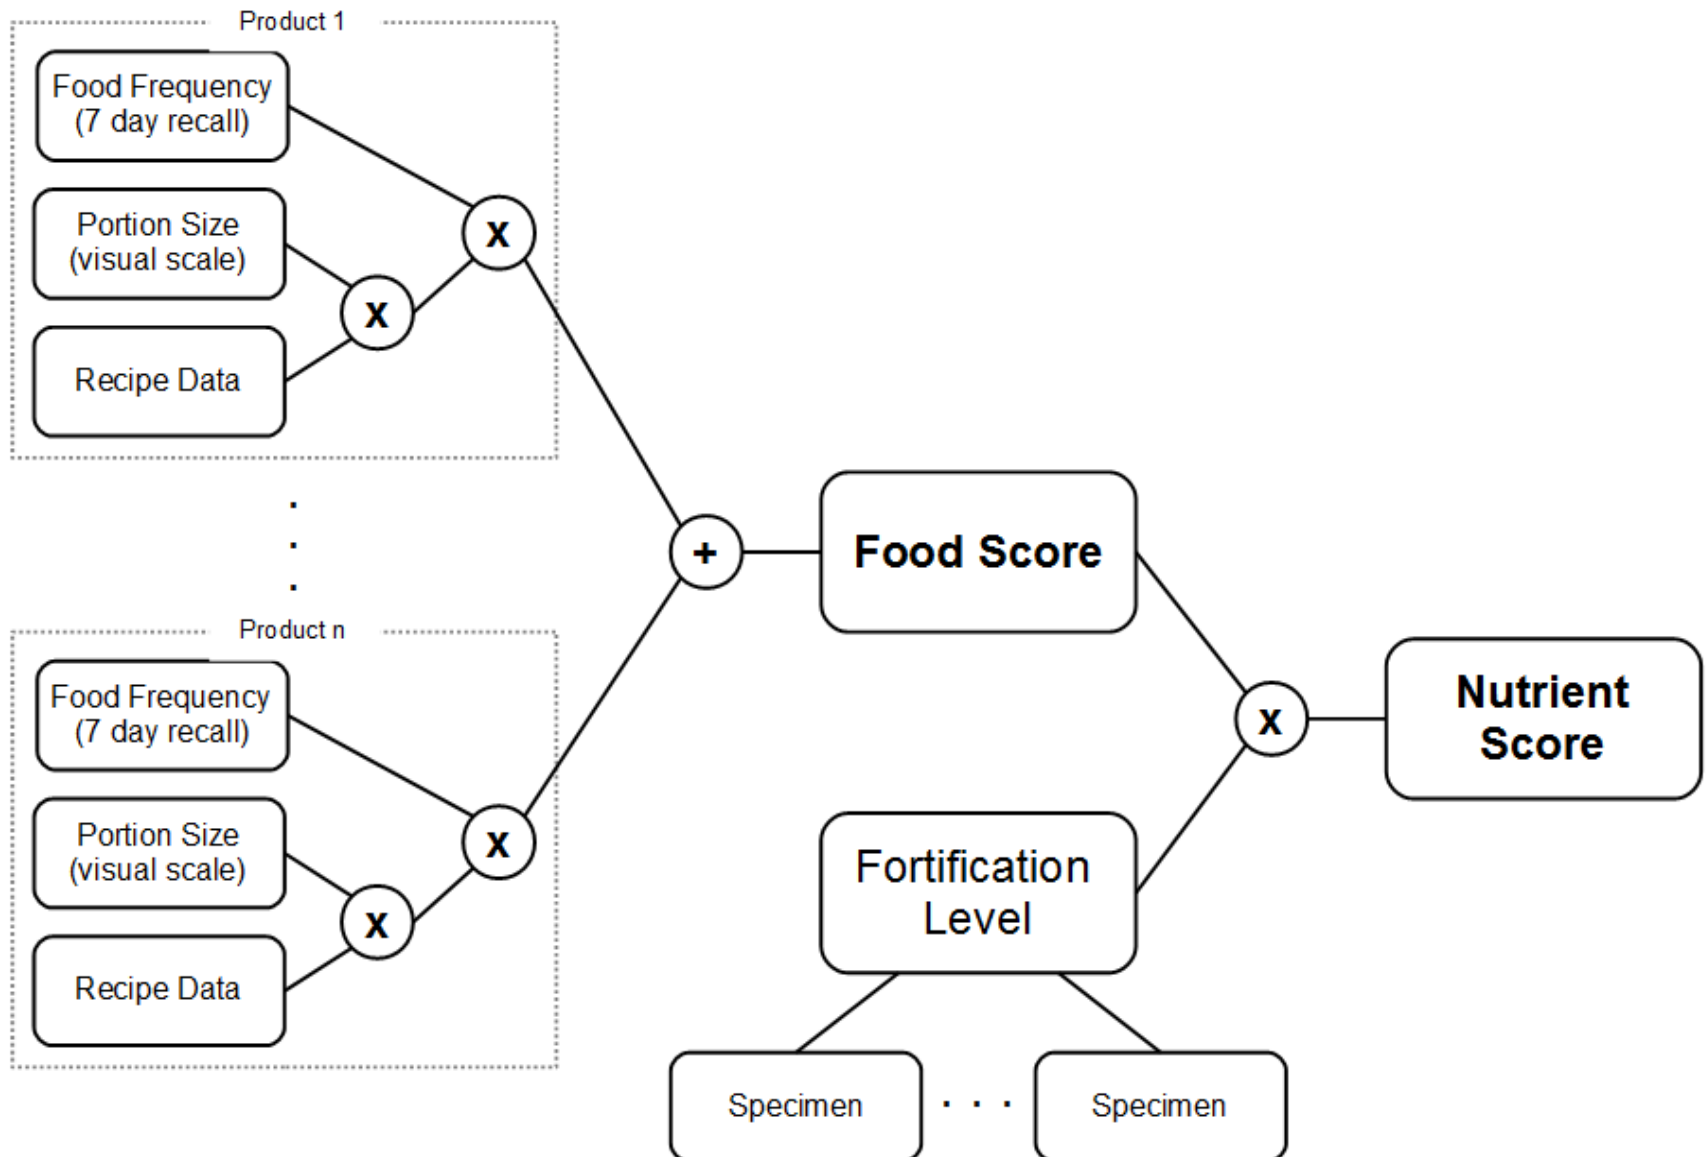 Product 1
Food Frequency
(7 day recall)
Portion Size
(visual scale)
Recipe Data
x
x
.
.
.
Product n
Food Frequency
(7 day recall)
Portion Size
(visual scale)
Recipe Data
x
x
+
Food Score
Fortification
Level
Specimen
. . .
Specimen
x
Nutrient
Score